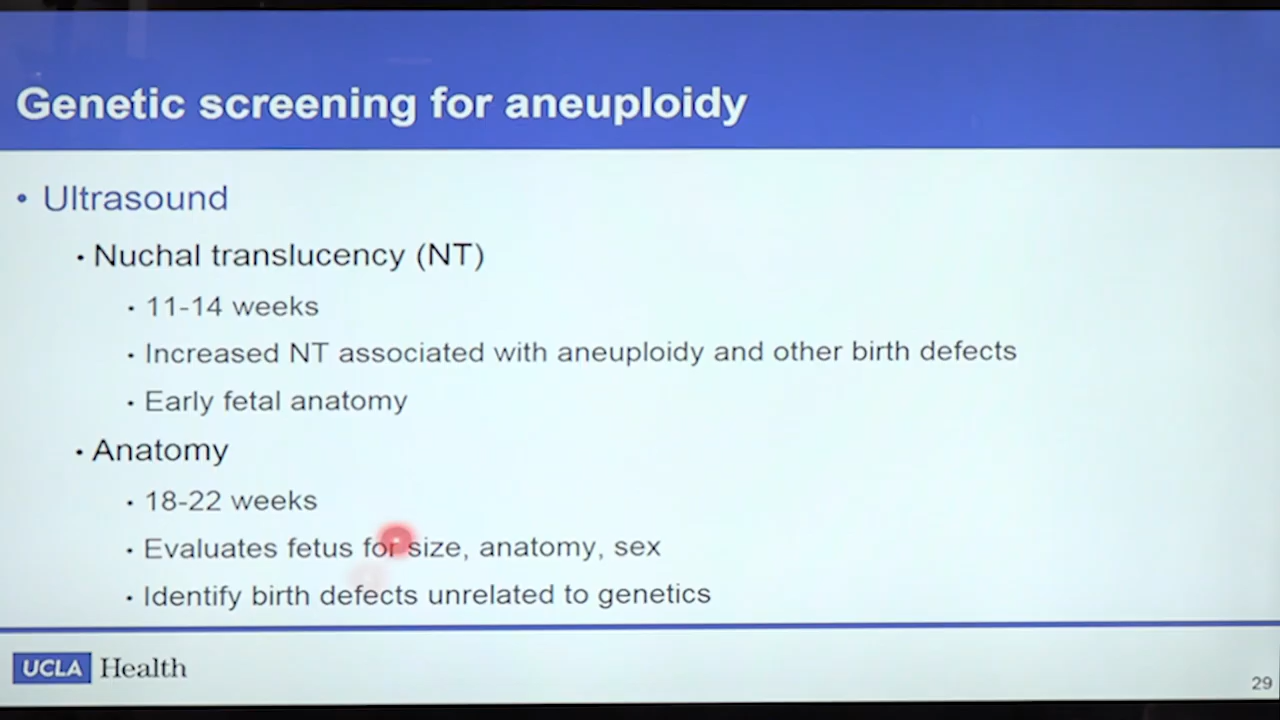 Genetic screening for aneuploidy
• Ultrasound
• Nuchal translucency (NT)
• 11-14 weeks
• Increased NT associated with aneuploidy and other birth defects
• Early fetal anatomy
• Anatomy
• 18-22 weeks
• Evaluates fetus for size, anatomy, sex
• Identify birth defects unrelated to genetics
UCLA Health
29